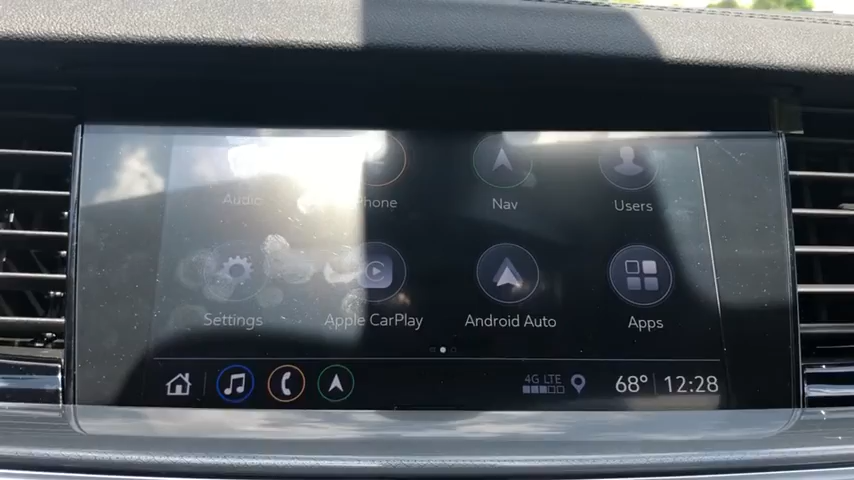 Audio Phone Nav Users
Settings Apple CarPlay Android Auto Apps
4G LTE 68° 12:28